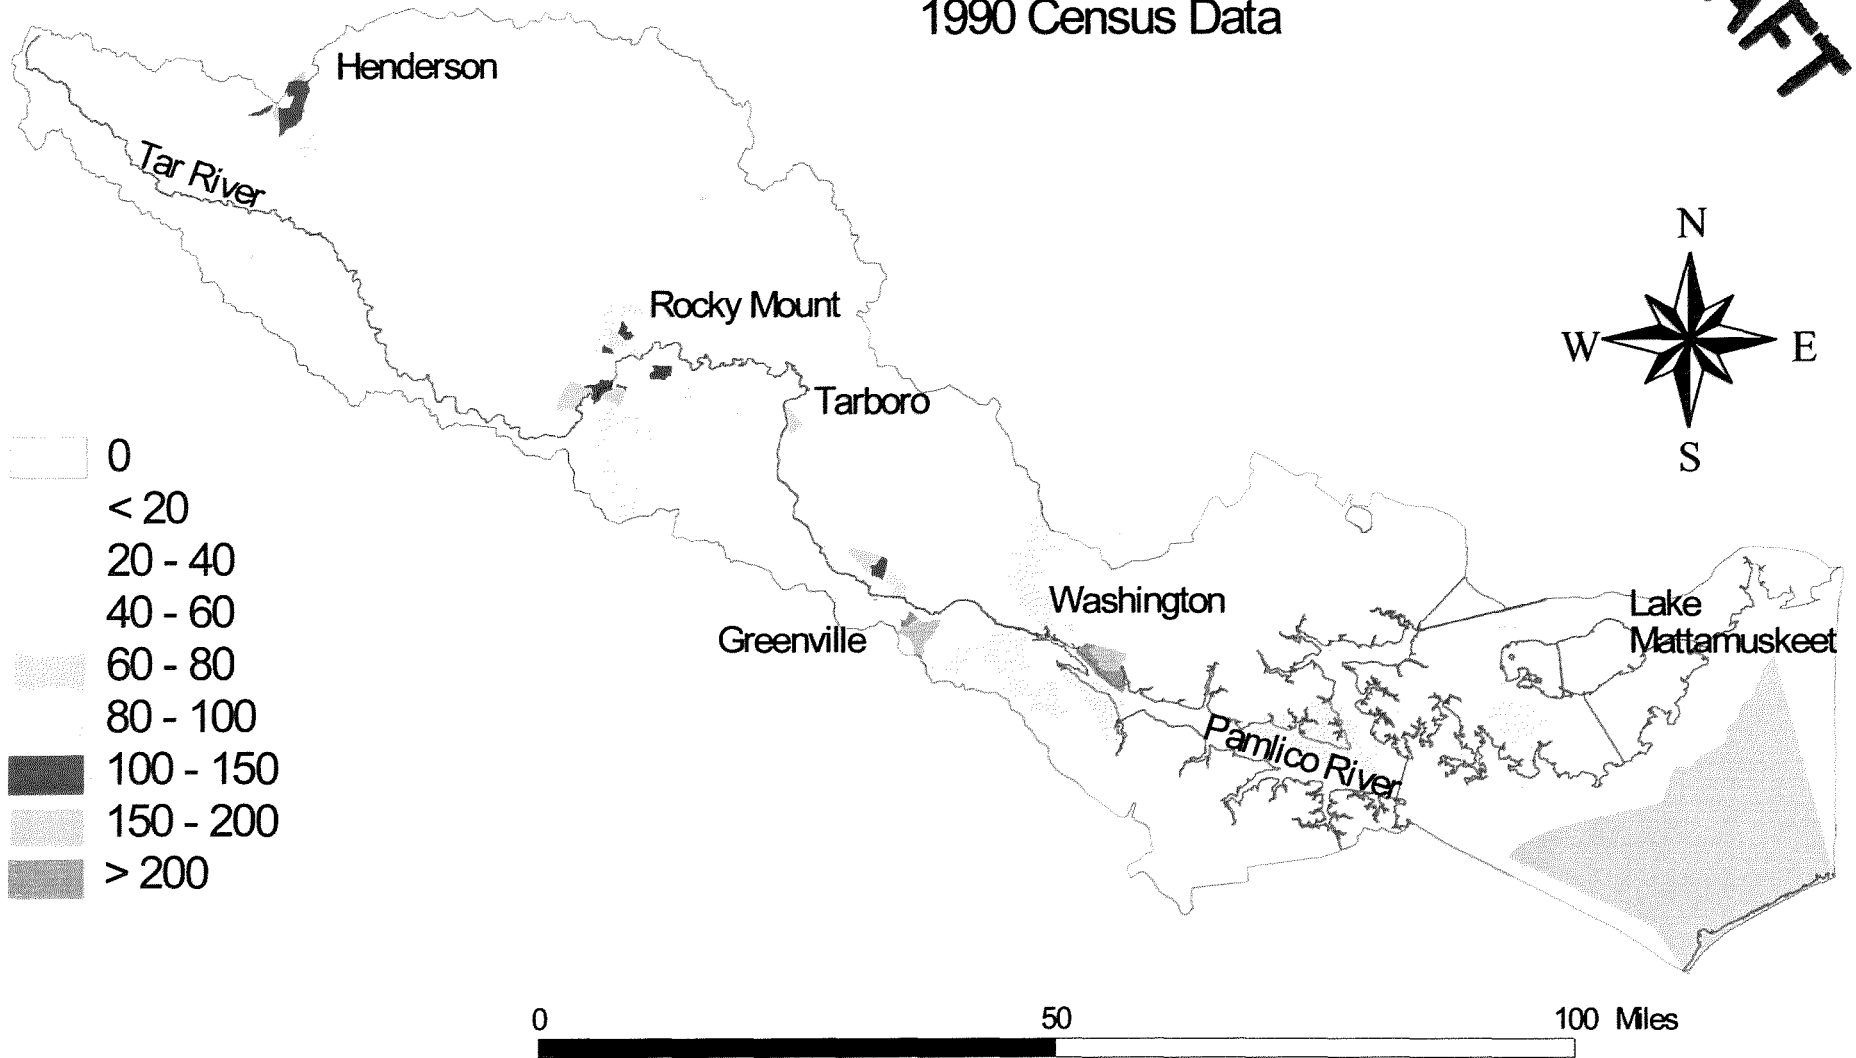 1990 Census Data
AFT
Henderson
Tar River
N
Rocky Mount
W
E
Tarboro
S
0
< 20
20 - 40
40 - 60
60 - 80
80 - 100
100 - 150
150 - 200
> 200
Washington
Greenville
Lake
Mattamuskeet
Pamlico River
0
50
100 Miles